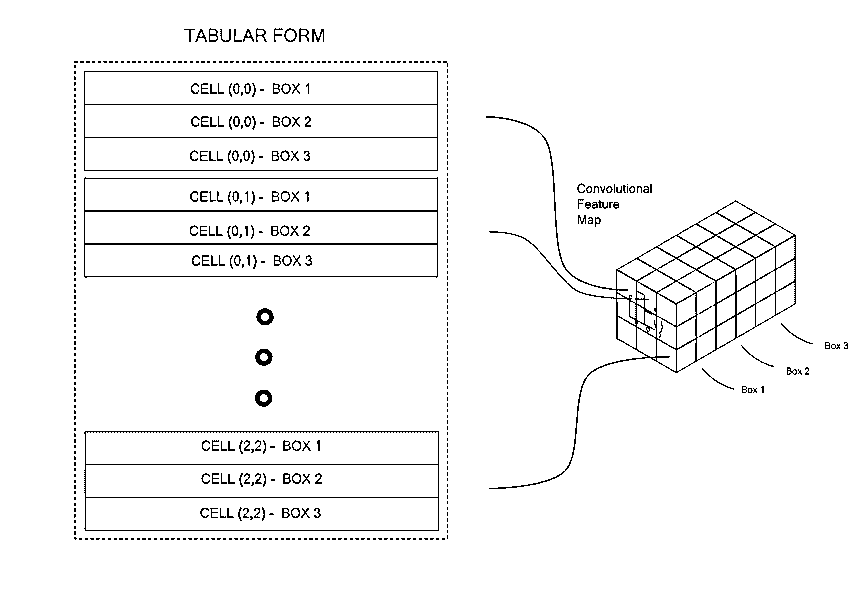 TABULAR FORM
CELL (0,0) - BOX 1
CELL (0,0) - BOX 2
CELL (0,0) - BOX 3
CELL (0,1) - BOX 1
CELL (0,1) - BOX 2
CELL (0,1) - BOX 3
CELL (2,2) - BOX 1
CELL (2,2) - BOX 2
CELL (2,2) - BOX 3
Convolutional
Feature
Map
Box 3
Box 2
Box 1